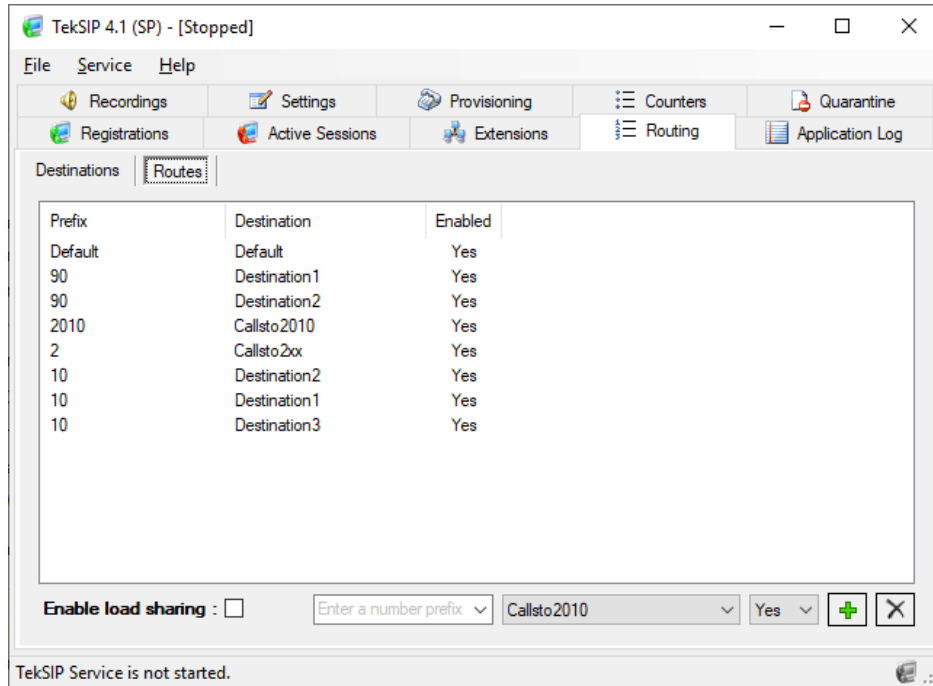 TekSIP 4.1 (SP) - [Stopped]
File Service Help
Recordings Settings Provisioning Counters Quarantine
Registrations Active Sessions Extensions Routing Application Log
Destinations Routes
Prefix Destination Enabled
Default Default Yes
90 Destination1 Yes
90 Destination2 Yes
2010 Callsto2010 Yes
2 Callsto2xx Yes
10 Destination2 Yes
10 Destination1 Yes
10 Destination3 Yes
Enable load sharing : Enter a number prefix Callsto2010 Yes
TekSIP Service is not started.